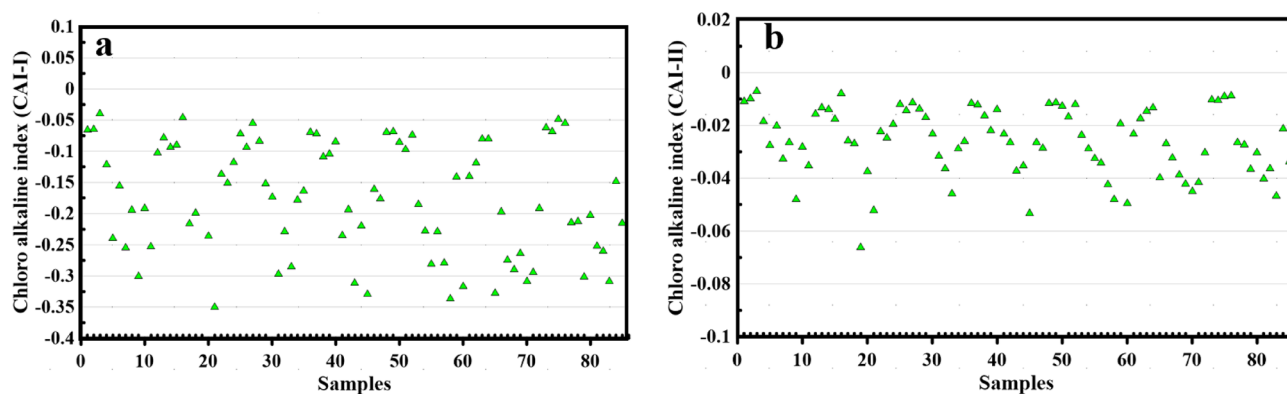 a
Chloro alkaline index (CAI-I)
0.1
0.05
0
-0.05
-0.1
-0.15
-0.2
-0.25
-0.3
-0.35
-0.4
0 10 20 30 40 50 60 70 80
Samples
b
Chloro alkaline index (CAI-II)
0.02
0
-0.02
-0.04
-0.06
-0.08
-0.1
0 10 20 30 40 50 60 70 80
Samples